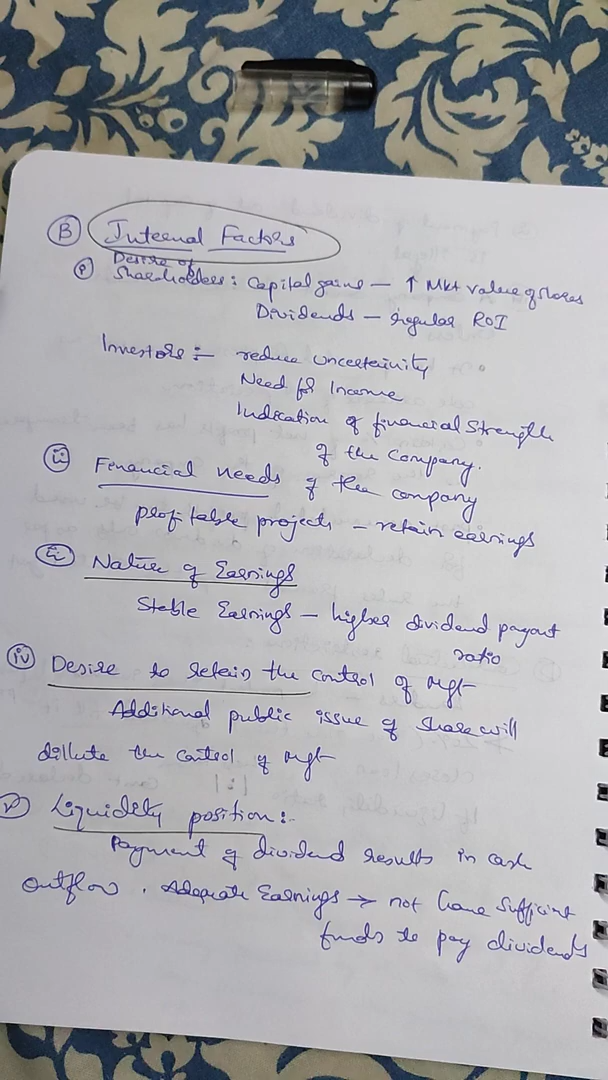 B Internal Factors
i Desire of
Shareholders : Capital gains – ↑ Mkt value of shares
Dividends – regular ROI
Investors :– reduce uncertainity
Need for Income
Indication of financial Strength
of the Company.
ii Financial needs of the company
profitable projects – retain earnings
iii Nature of Earnings
Stable Earnings – higher dividend payout
ratio
iv Desire to retain the control of mgt
Additional public issue of share will
dillute the control of mgt
v Liquidity position :-
Payment of dividend results in cash
outflow. Adequate Earnings → not have sufficient
funds to pay dividends